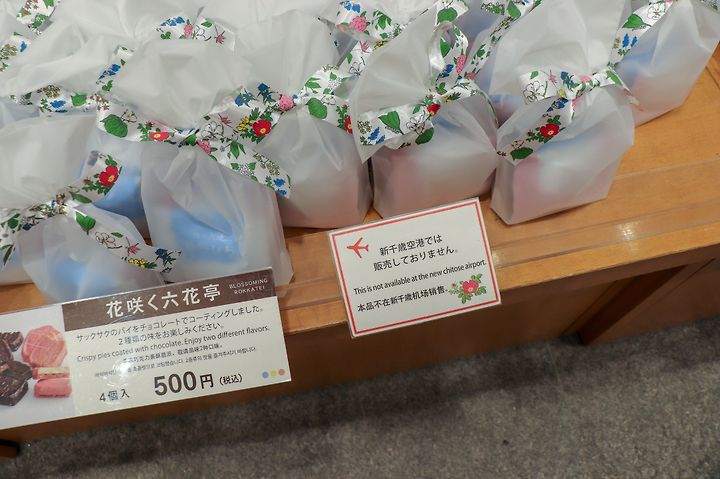 花咲く六花亭
BLOSSOMING
ROKKATEI
サックサクのパイをチョコレートでコーティングしました。
2種類の味をお楽しみください。
Crispy pies coated with chocolate. Enjoy two different flavors.
4個入 500円(税込)
新千歳空港では
販売しておりません。
This is not available at the new chitose airport.
本品不在新千歳机场销售。